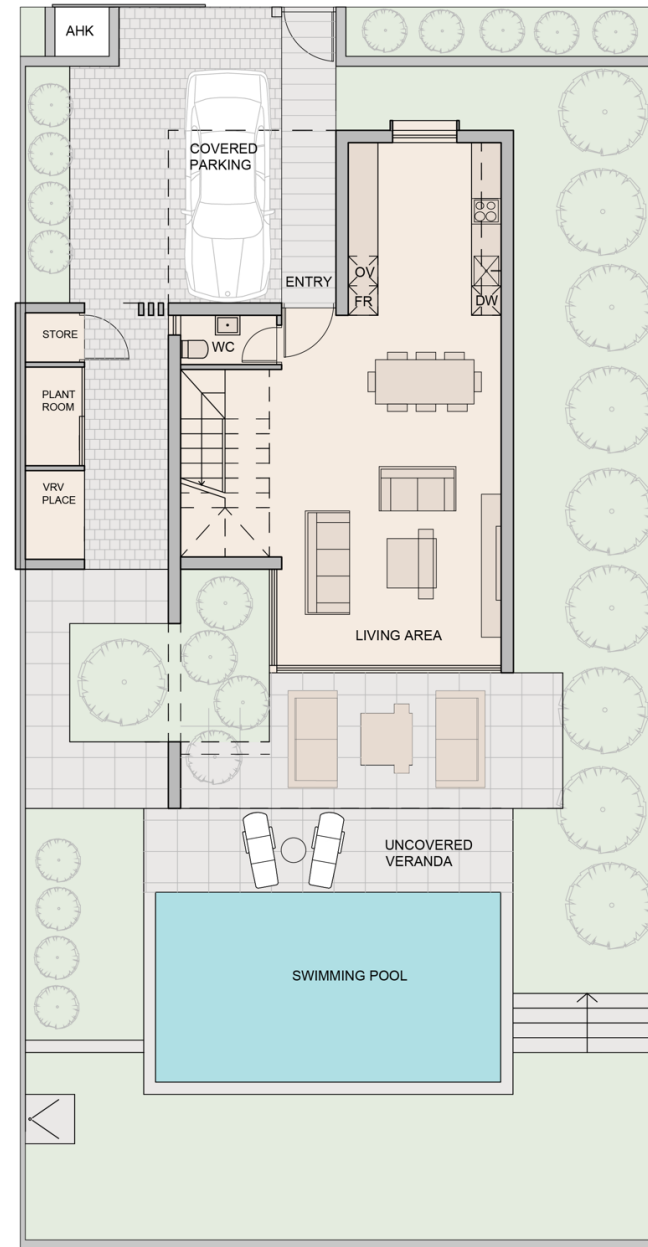 AHK
COVERED
PARKING
ENTRY
OV
FR
DW
STORE
WC
PLANT
ROOM
VRV
PLACE
LIVING AREA
UNCOVERED
VERANDA
SWIMMING POOL